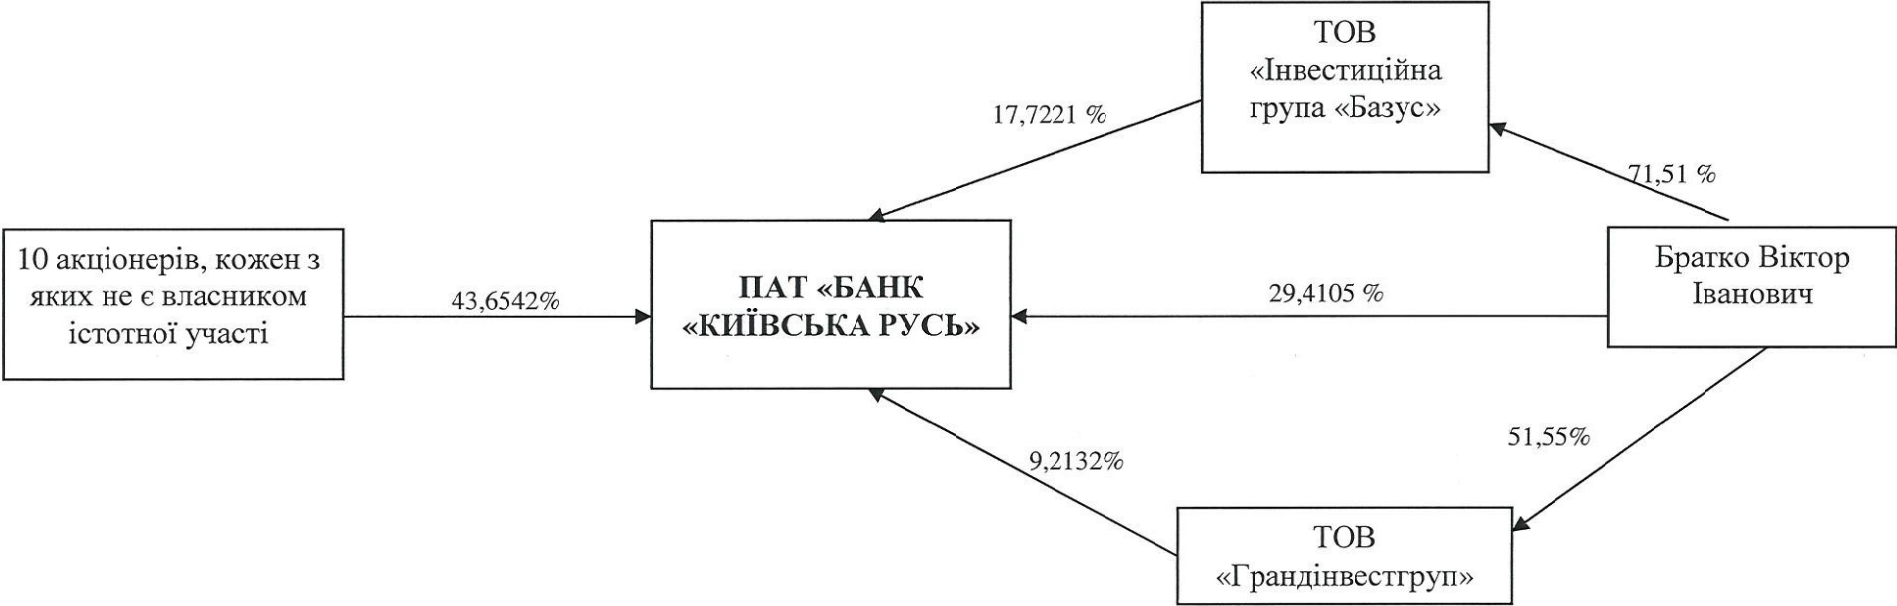 ТОВ
«Інвестиційна
група «Базус»
17,7221 %
71,51 %
10 акціонерів, кожен з
яких не є власником
істотної участі
43,6542%
ПАТ «БАНК
«КИЇВСЬКА РУСЬ»
29,4105 %
Братко Віктор
Іванович
9,2132%
51,55%
ТОВ
«Грандінвестгруп»